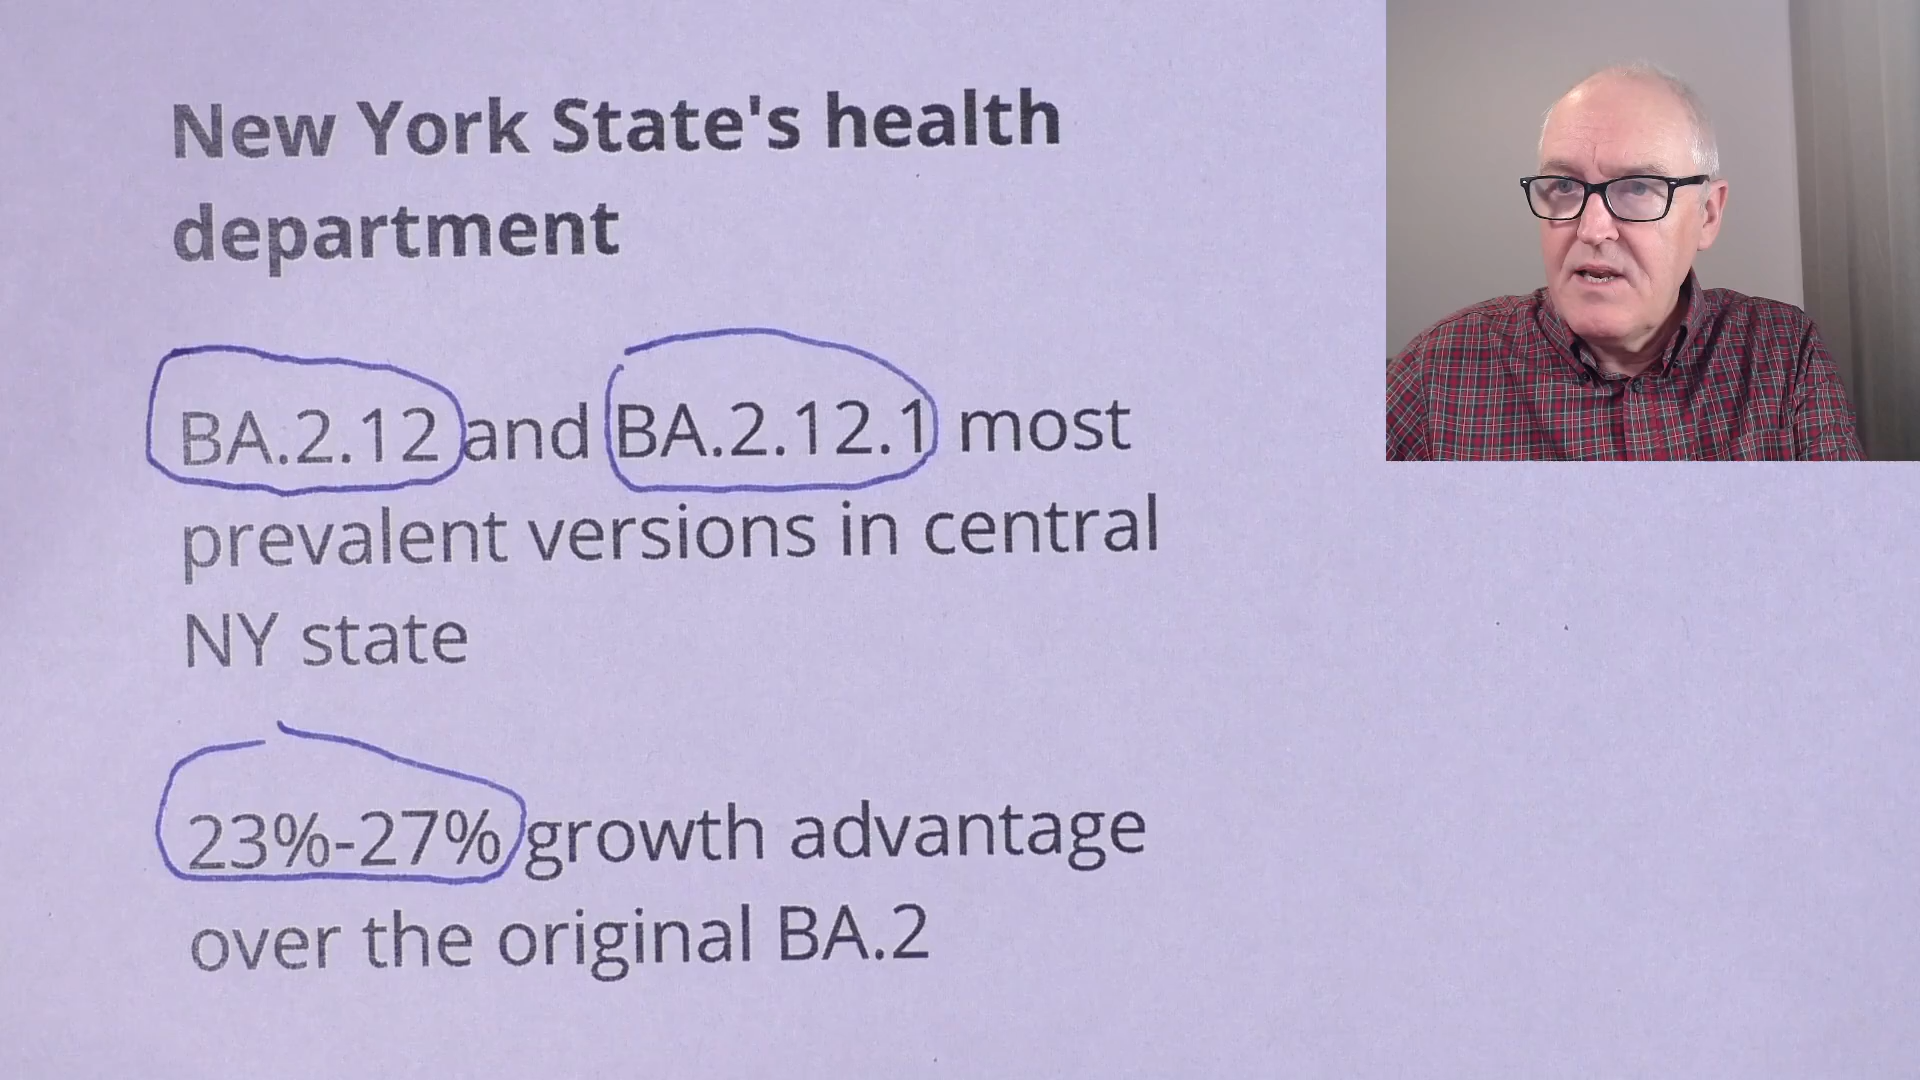 New York State's health
department
BA.2.12 and BA.2.12.1 most
prevalent versions in central
NY state
23%-27% growth advantage
over the original BA.2